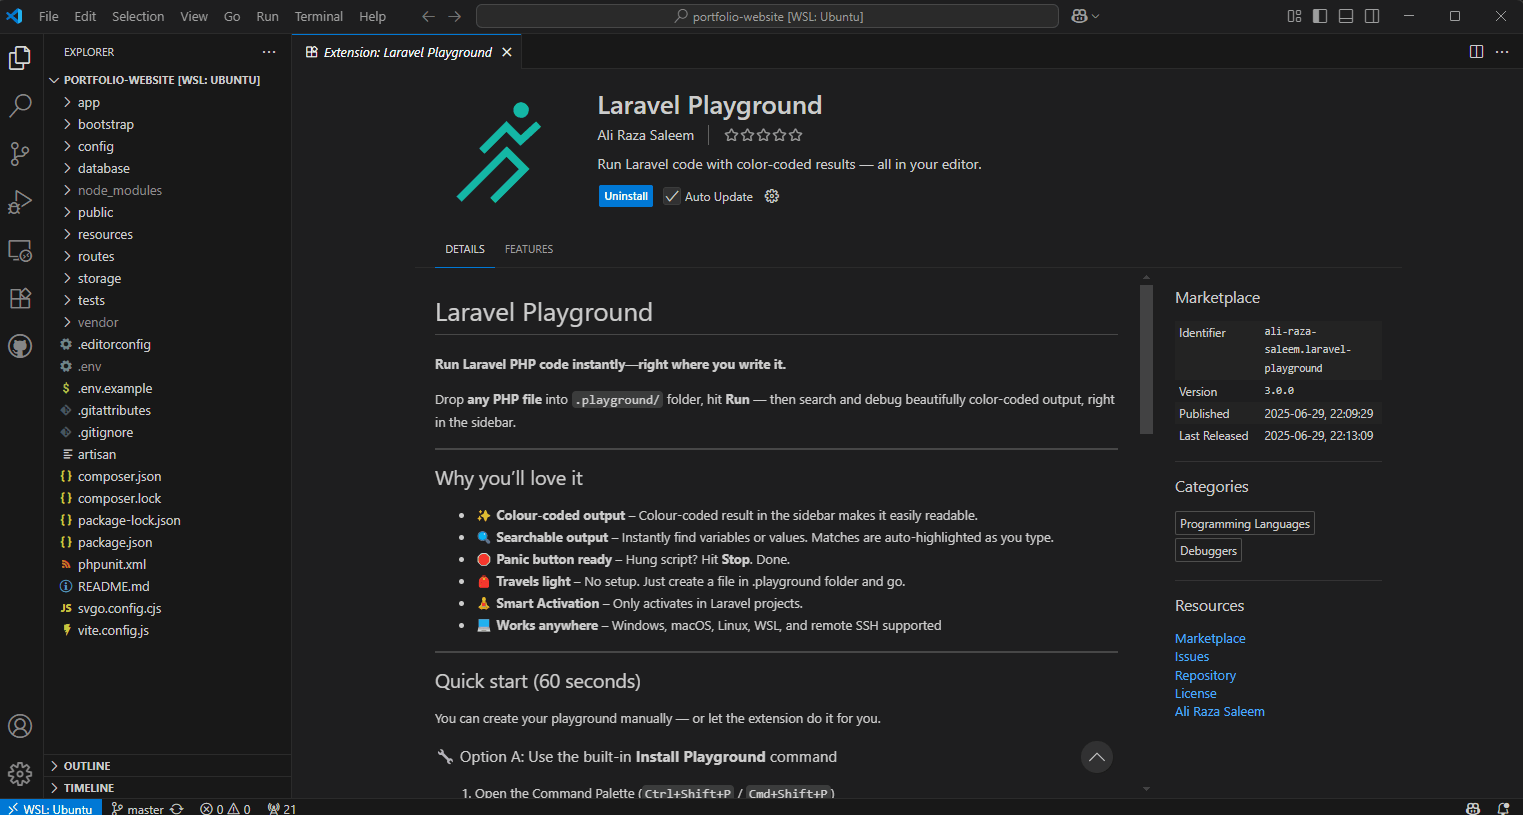 File Edit Selection View Go Run Terminal Help
portfolio-website [WSL: Ubuntu]
EXPLORER
PORTFOLIO-WEBSITE [WSL: UBUNTU]
app
bootstrap
config
database
node_modules
public
resources
routes
storage
tests
vendor
.editorconfig
.env
$ .env.example
.gitattributes
.gitignore
artisan
{} composer.json
{} composer.lock
{} package-lock.json
{} package.json
phpunit.xml
README.md
JS svgo.config.cjs
vite.config.js
OUTLINE
TIMELINE
Extension: Laravel Playground
Laravel Playground
Ali Raza Saleem
Run Laravel code with color-coded results — all in your editor.
Uninstall
Auto Update
DETAILS FEATURES
Laravel Playground
Run Laravel PHP code instantly—right where you write it.
Drop any PHP file into .playground/ folder, hit Run — then search and debug beautifully color-coded output, right
in the sidebar.
Why you’ll love it
• ✨ Colour-coded output – Colour-coded result in the sidebar makes it easily readable.
• 🔍 Searchable output – Instantly find variables or values. Matches are auto-highlighted as you type.
• 🛑 Panic button ready – Hung script? Hit Stop. Done.
• 🎒 Travels light – No setup. Just create a file in .playground folder and go.
• 🧘 Smart Activation – Only activates in Laravel projects.
• 💻 Works anywhere – Windows, macOS, Linux, WSL, and remote SSH supported
Quick start (60 seconds)
You can create your playground manually — or let the extension do it for you.
🔧 Option A: Use the built-in Install Playground command
1. Open the Command Palette (Ctrl+Shift+P / Cmd+Shift+P)
Marketplace
Identifier ali-raza-
saleem.laravel-
playground
Version 3.0.0
Published 2025-06-29, 22:09:29
Last Released 2025-06-29, 22:13:09
Categories
Programming Languages
Debuggers
Resources
Marketplace
Issues
Repository
License
Ali Raza Saleem
WSL: Ubuntu master 0 0 21